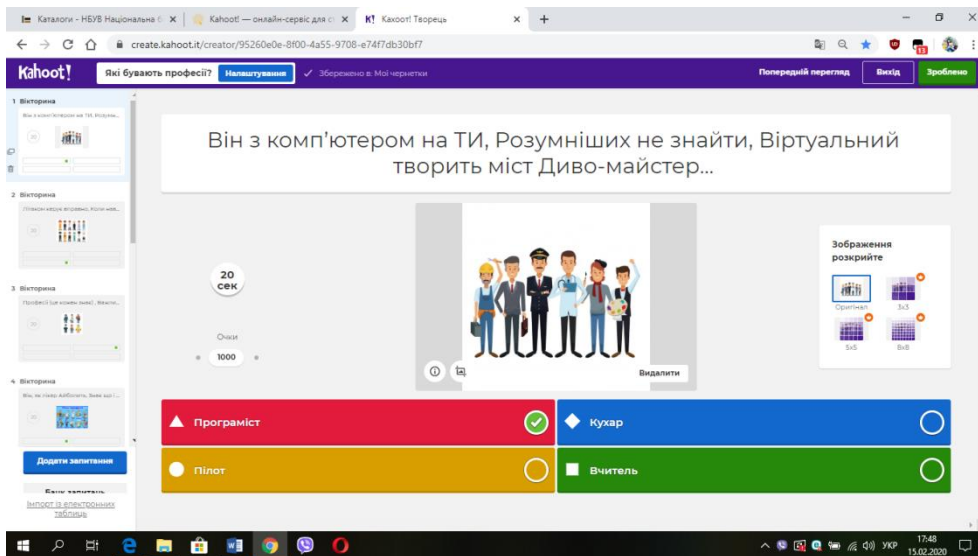 Каталоги - НБУВ Національна б
Kahoot! — онлайн-сервіс для ст
K! Кахоот! Творець
create.kahoot.it/creator/95260e0e-8f00-4a55-9708-e74f7db30bf7
13
Kahoot!
Які бувають професії?
Налаштування
Збережено в: Мої чернетки
Попередній перегляд
Вихід
Зроблено
1 Вікторина
2 Вікторина
3 Вікторина
4 Вікторина
Додати запитання
Банк запитань
Імпорт із електронних
таблиць
Він з комп’ютером на ТИ, Розумніших не знайти, Віртуальний
творить міст Диво-майстер...
20
сек
Очки
1000
Видалити
Зображення
розкрийте
Оригінал
3x3
5x5
8x8
Програміст
Кухар
Пілот
Вчитель
УКР
17:48
15.02.2020